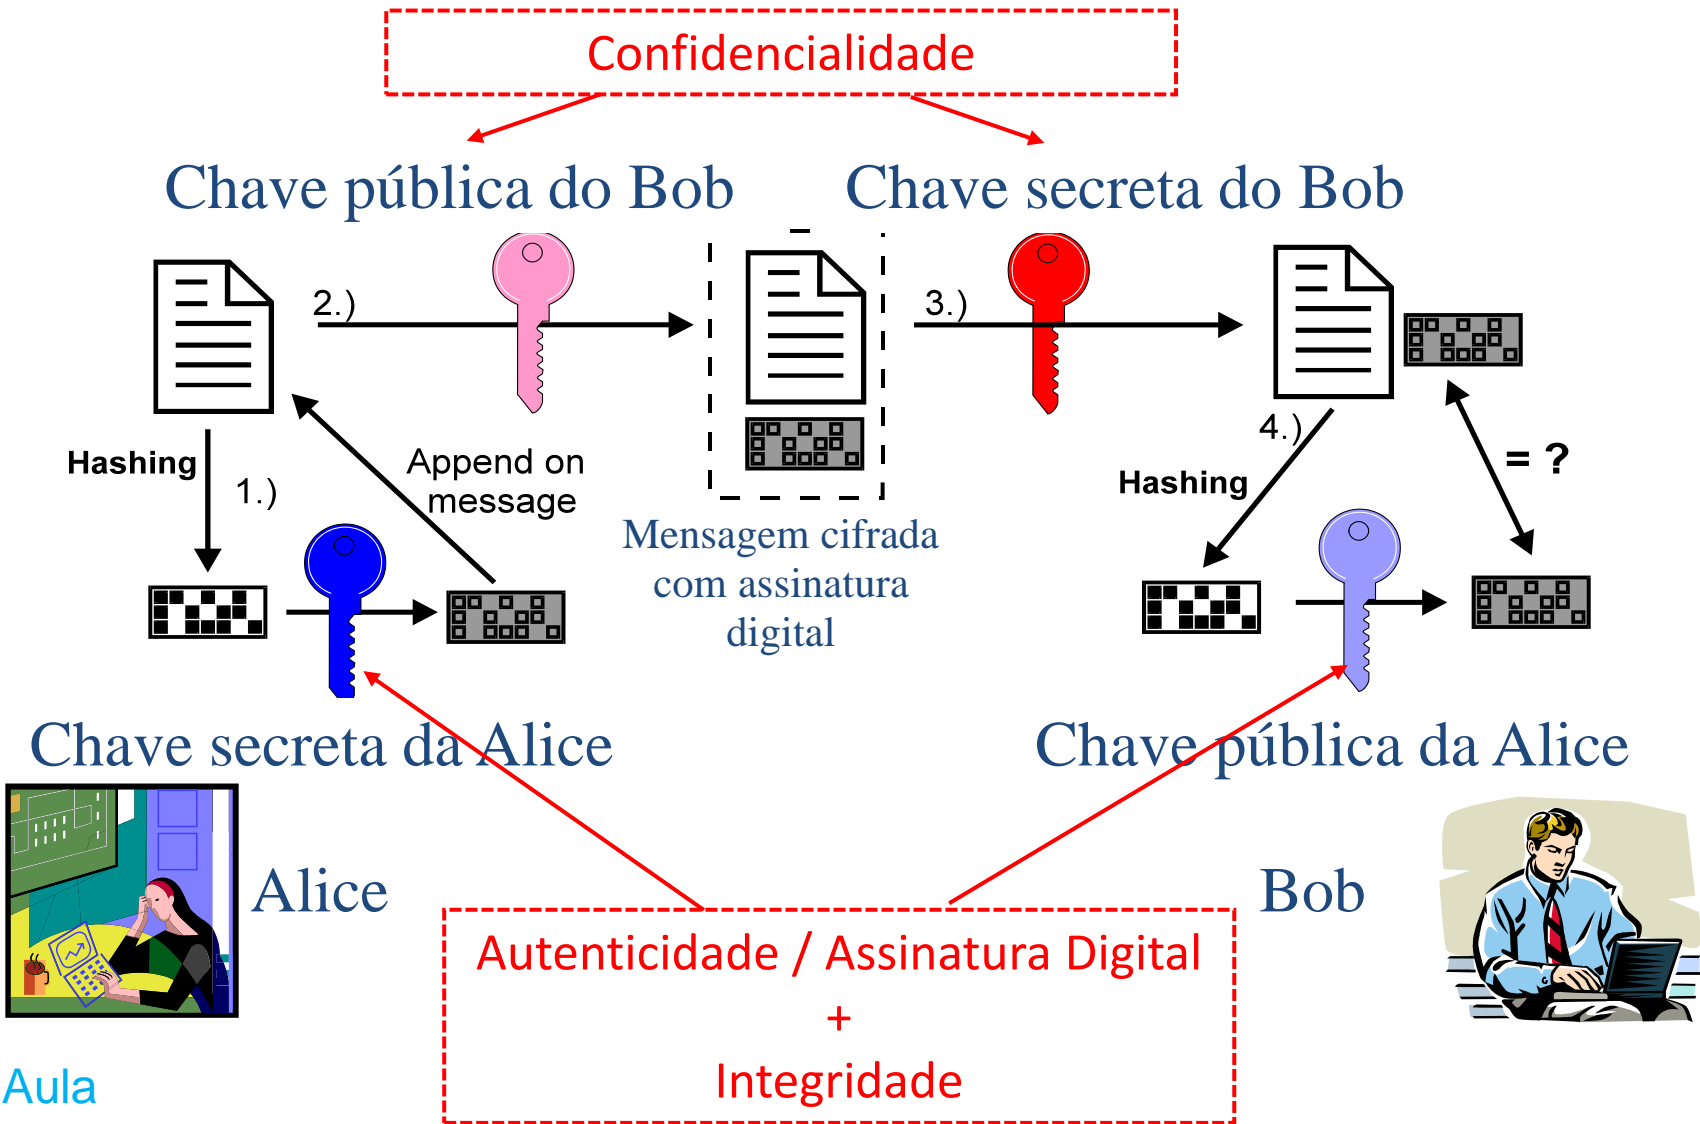 Confidencialidade
Chave pública do Bob
Chave secreta do Bob
2.)
3.)
Hashing
1.)
Append on
message
4.)
Hashing
= ?
Mensagem cifrada
com assinatura
digital
Chave secreta da Alice
Chave pública da Alice
Alice
Bob
Autenticidade / Assinatura Digital
+
Integridade
Aula